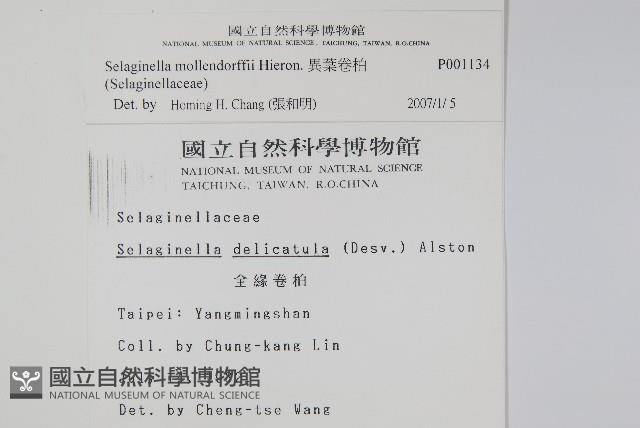 國立自然科學博物館
NATIONAL MUSEUM OF NATURAL SCIENCE, TAICHUNG, TAIWAN, R.O.CHINA
Selaginella mollendorffii Hieron. 異葉卷柏 P001134
(Selaginellaceae)
Det. by Homing H. Chang (張和明) 2007/1/ 5
國立自然科學博物館
NATIONAL MUSEUM OF NATURAL SCIENCE
TAICHUNG, TAIWAN, R.O.CHINA
Selaginellaceae
Selaginella delicatula (Desv.) Alston
全緣卷柏
Taipei: Yangmingshan
Coll. by Chung-kang Lin
國立自然科學博物館
NATIONAL MUSEUM OF NATURAL SCIENCE
Det. by Cheng-tse Wang